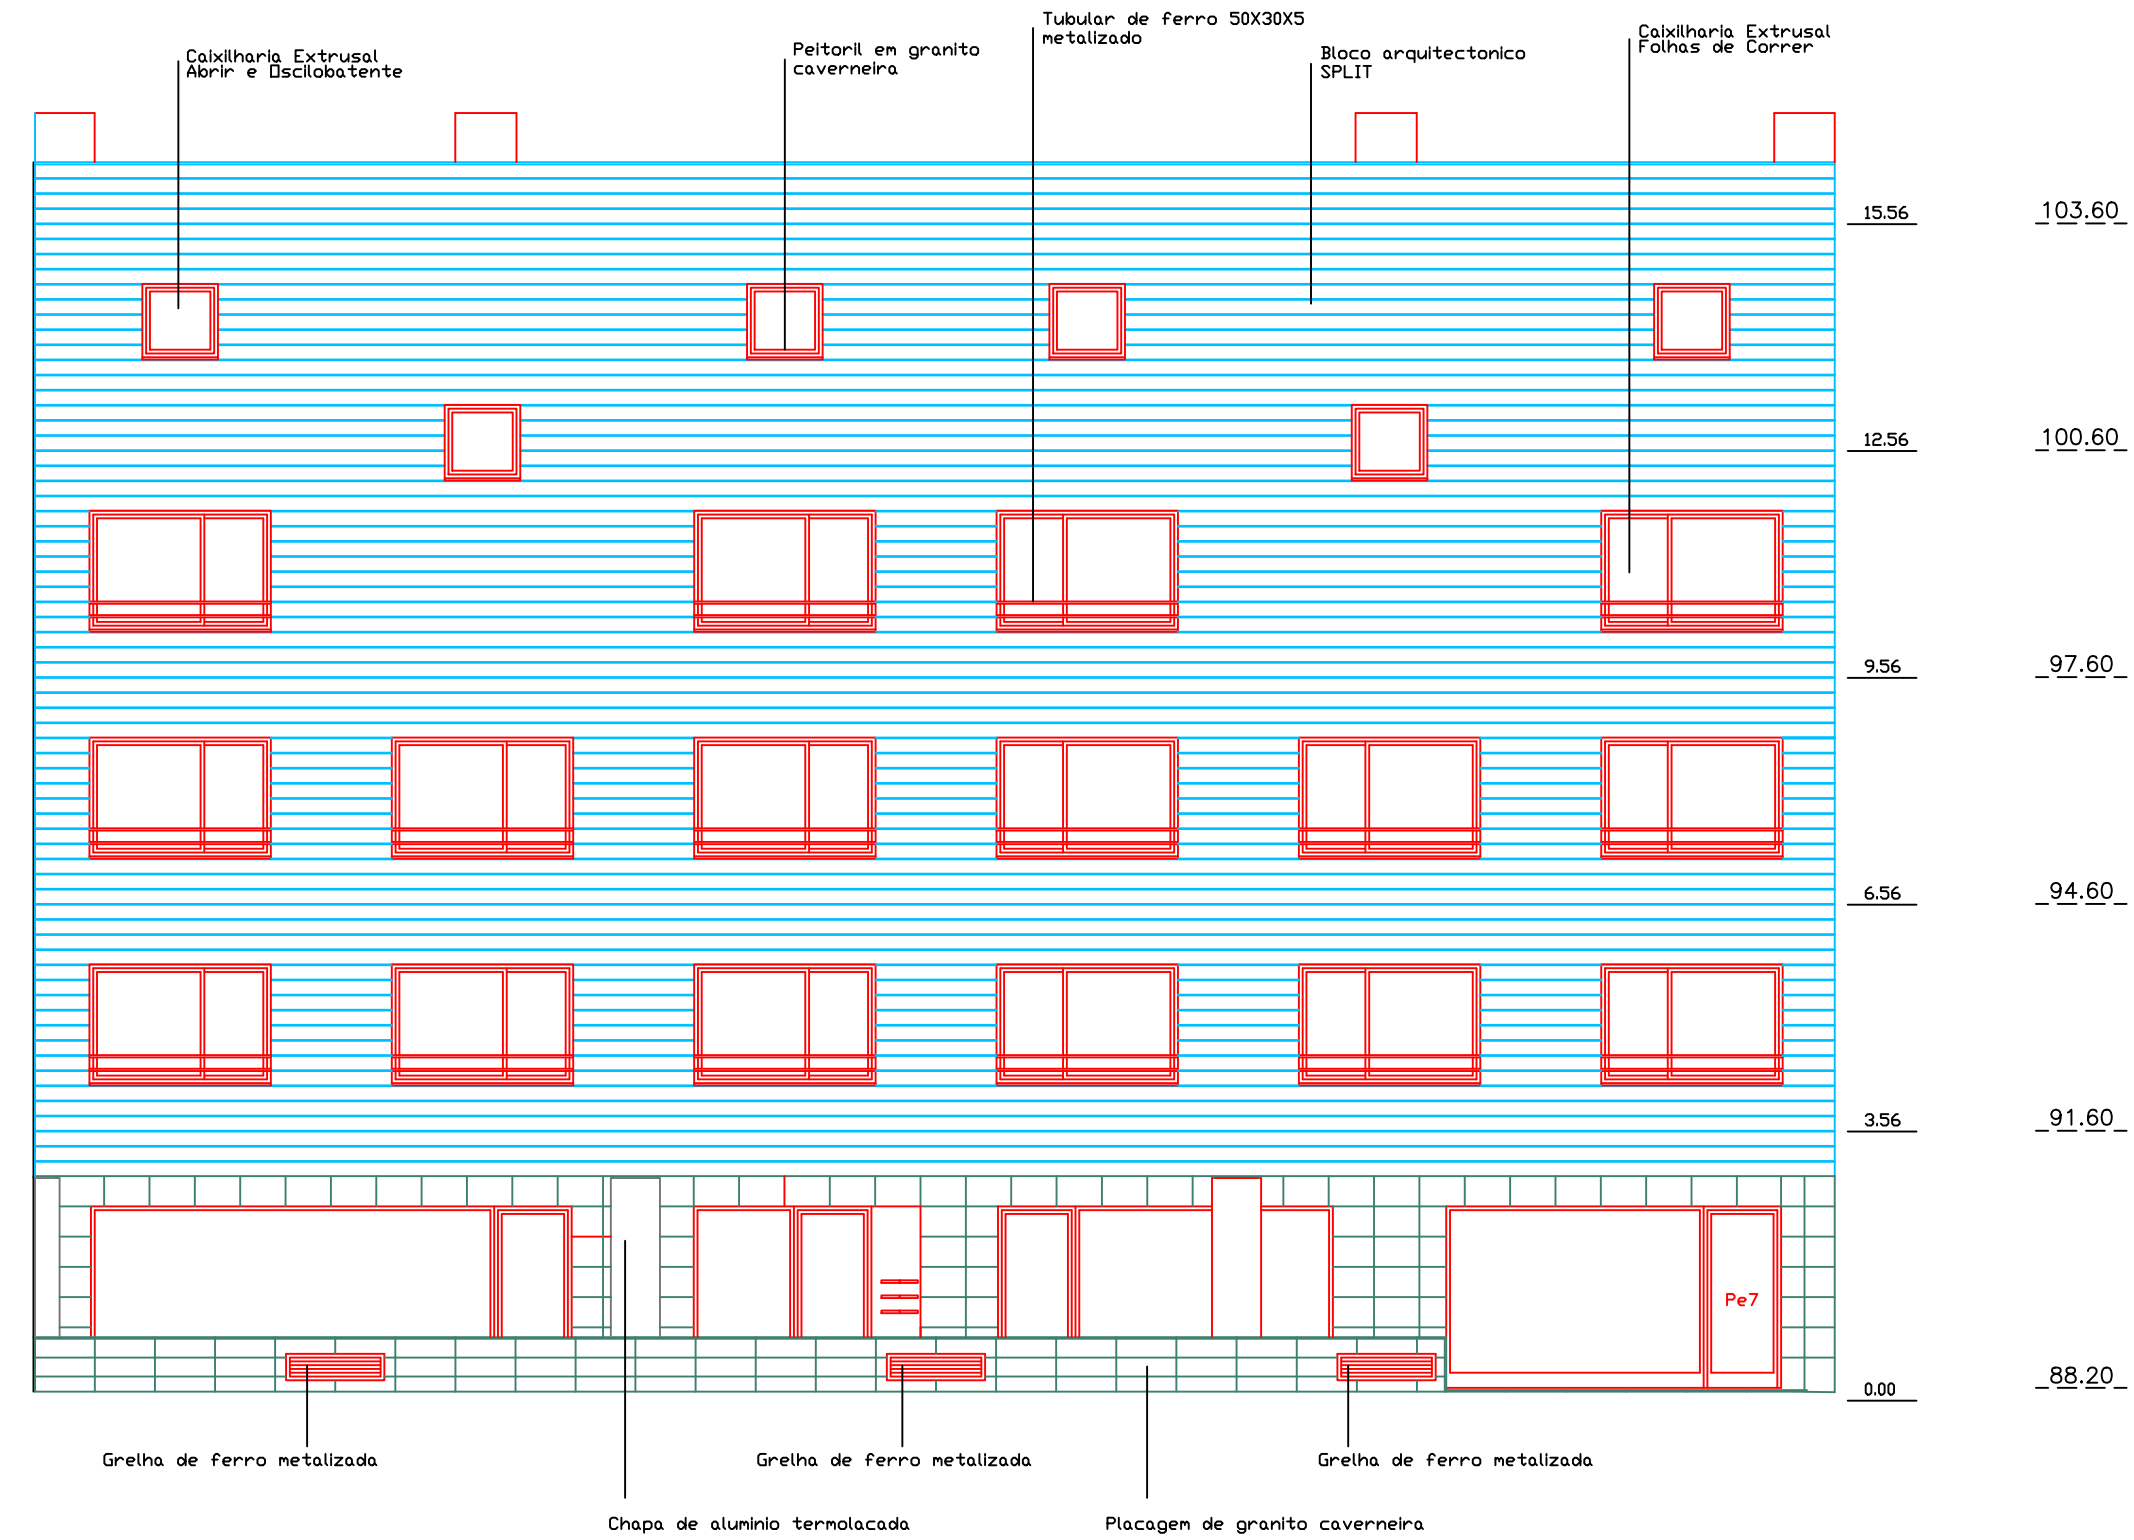 Tubular de ferro 50X30X5
metalizado
Caixilharia Extrusal
Folhas de Correr
Peitoril em granito
caverneira
Bloco arquitectonico
SPLIT
Caixilharia Extrusal
Abrir e Oscilobatente
15.56
103.60
12.56
100.60
9.56
97.60
6.56
94.60
3.56
91.60
Pe7
0.00
88.20
Grelha de ferro metalizada
Grelha de ferro metalizada
Grelha de ferro metalizada
Chapa de aluminio termolacada
Placagem de granito caverneira